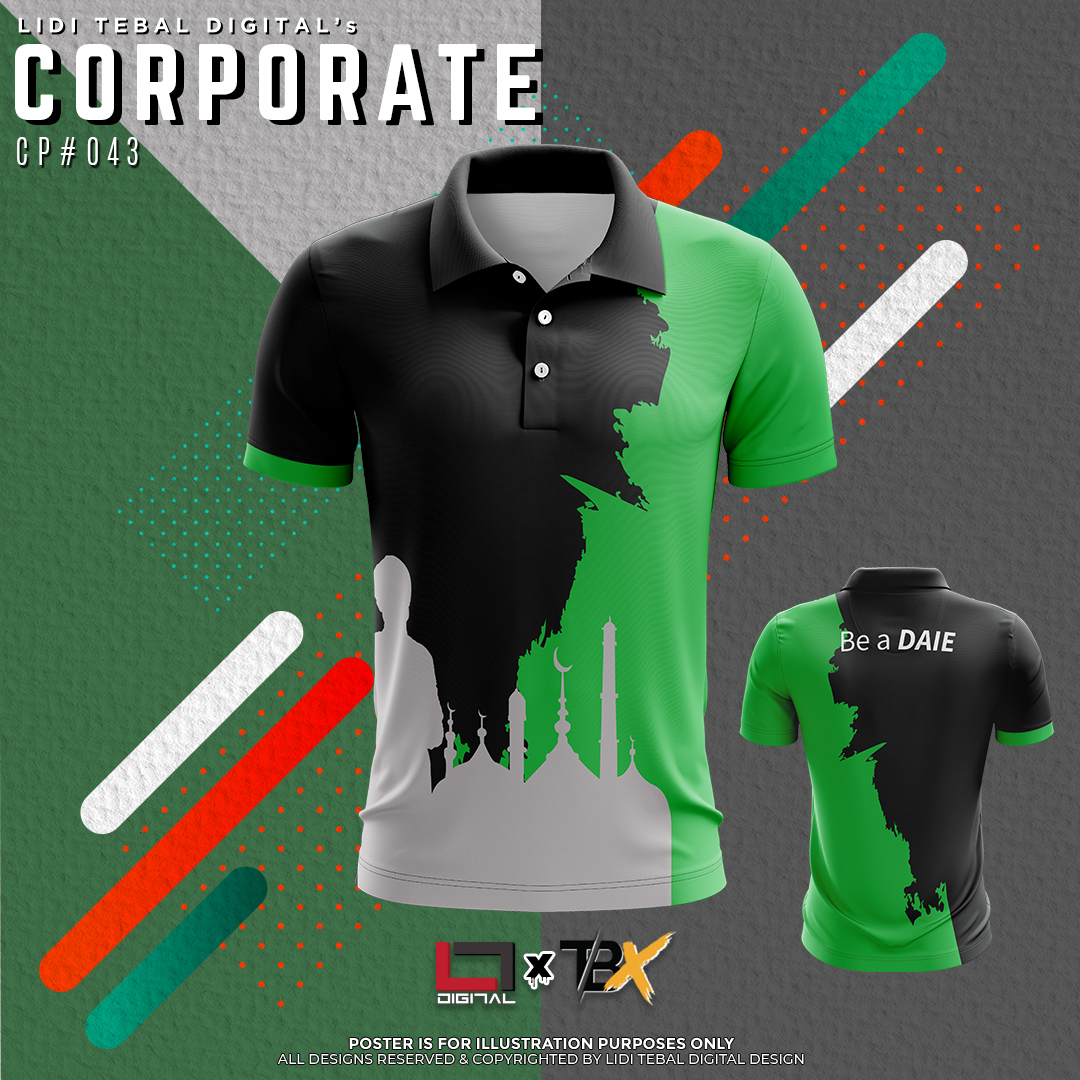 LIDI TEBAL DIGITAL's
CORPORATE
CP#043
Be a DAIE
DIGITAL
X
TBX
POSTER IS FOR ILLUSTRATION PURPOSES ONLY
ALL DESIGNS RESERVED & COPYRIGHTED BY LIDI TEBAL DIGITAL DESIGN